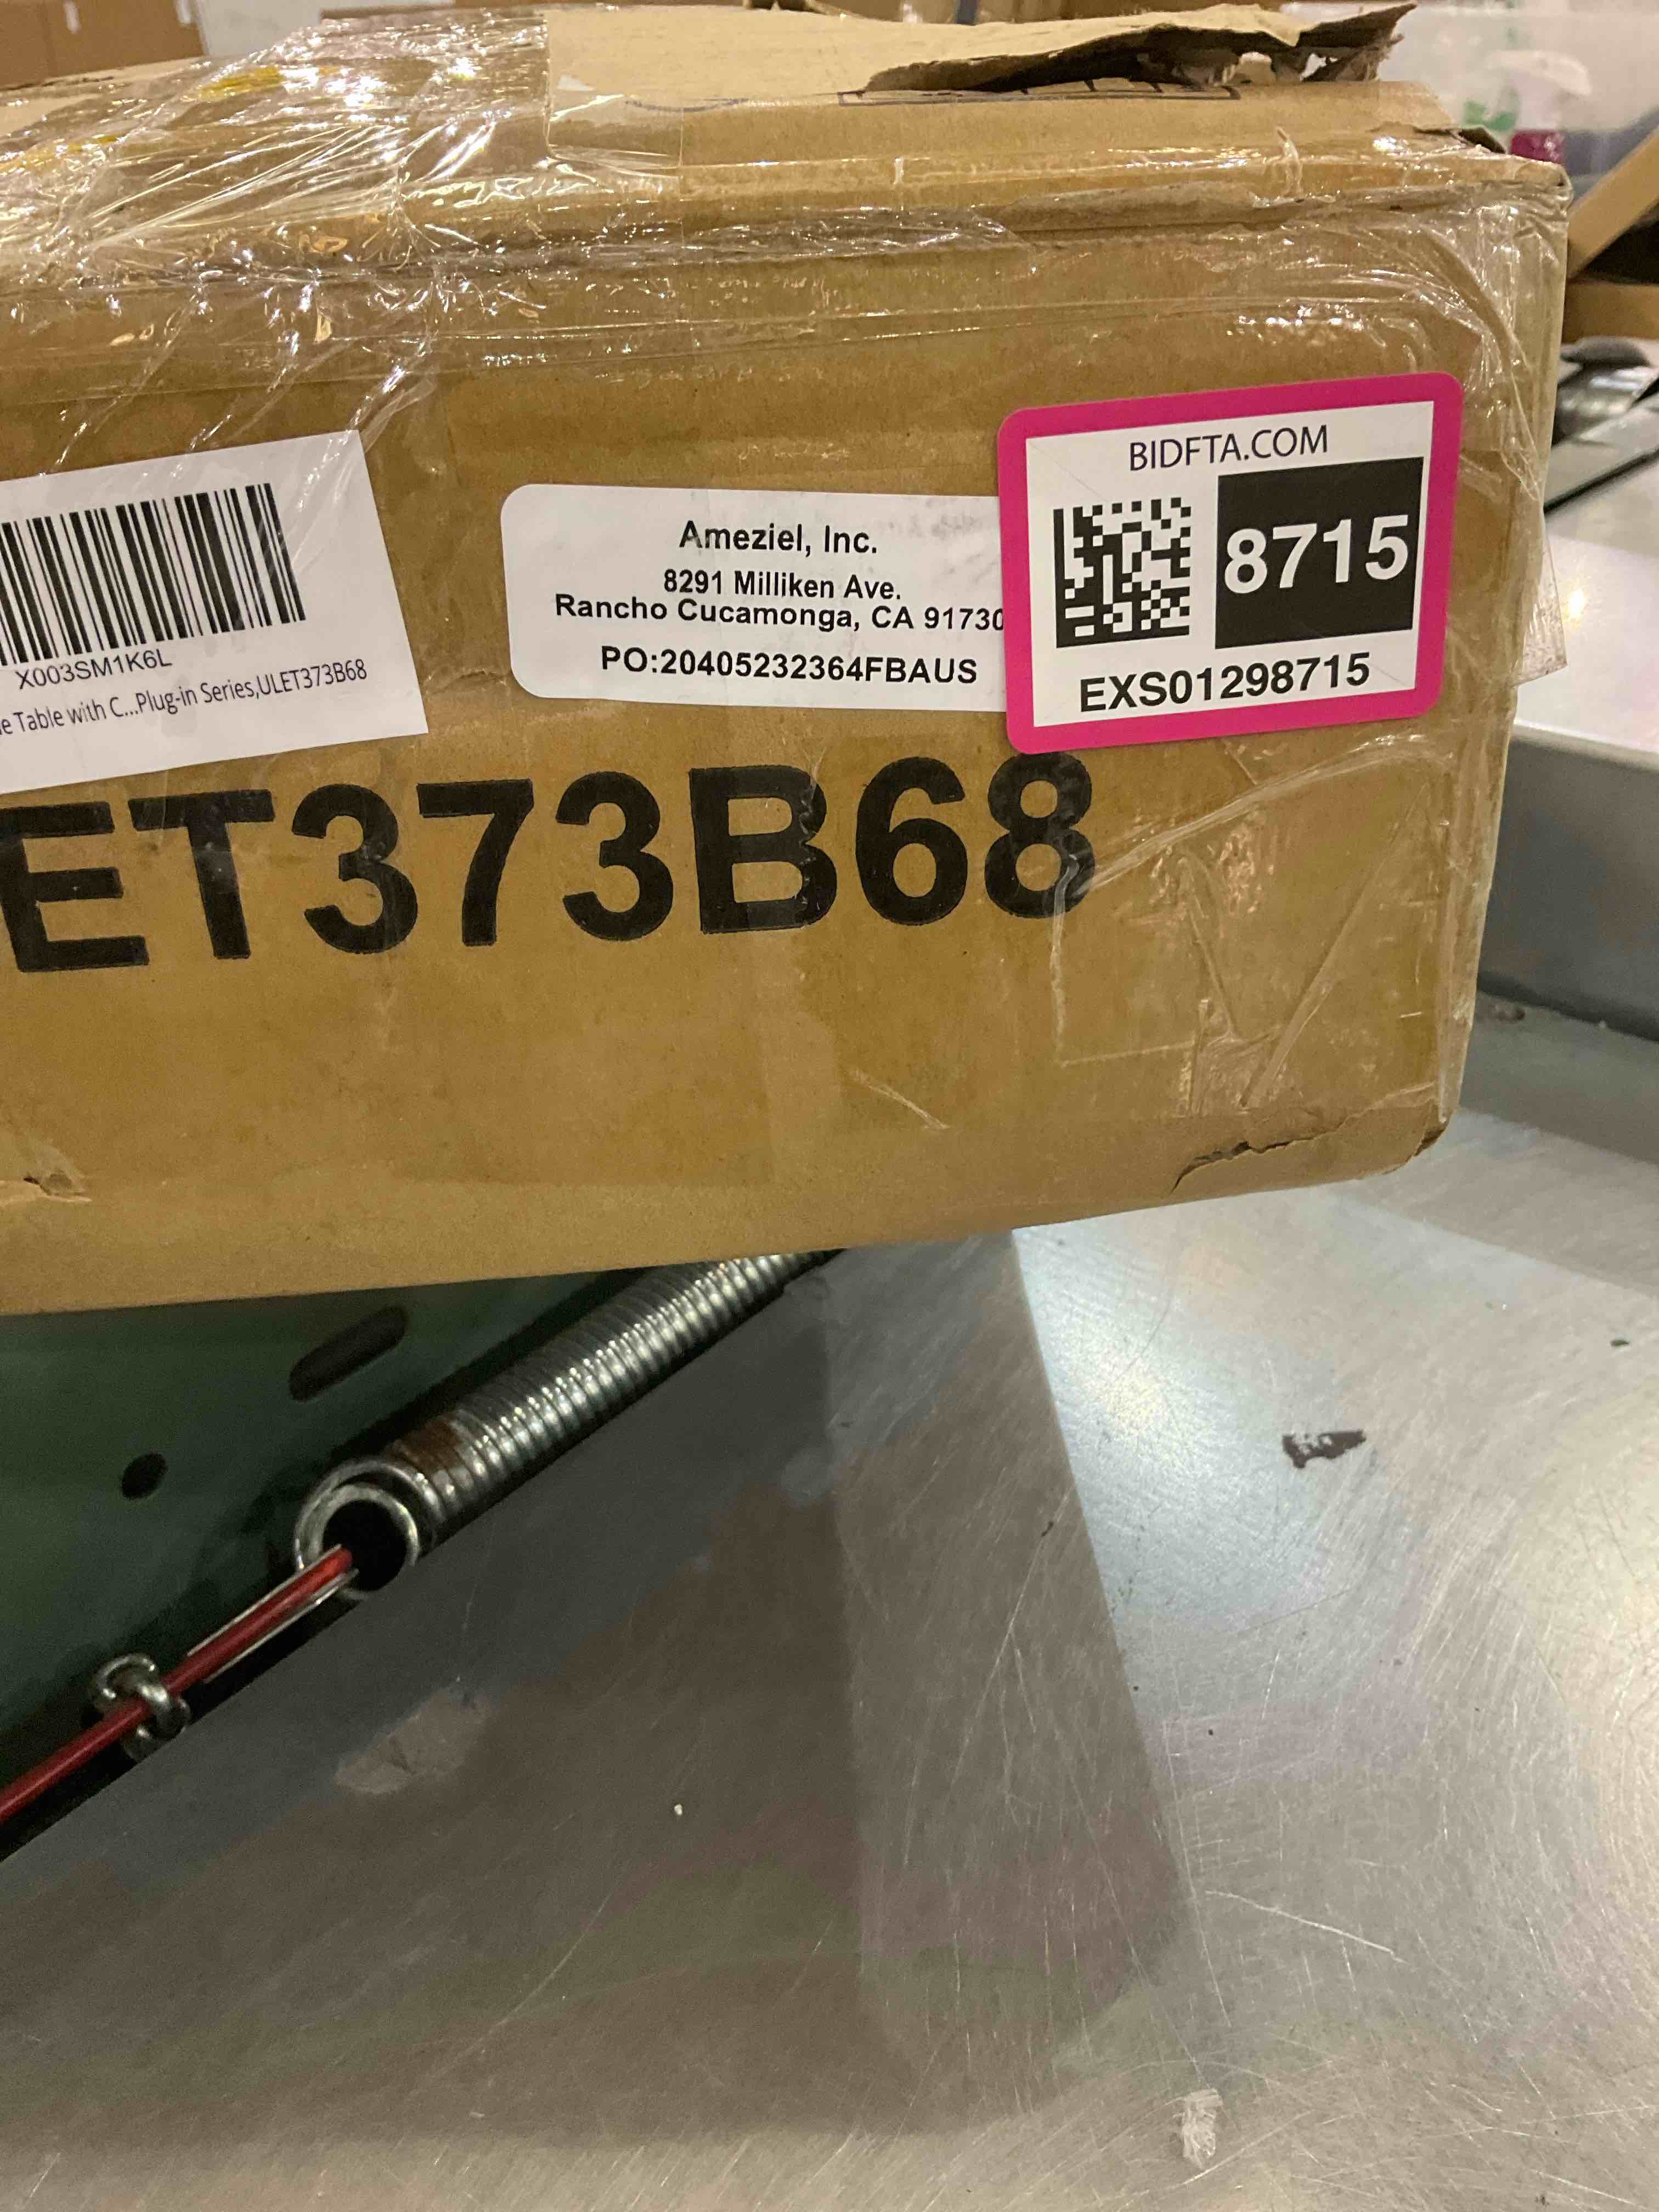 BIDFTA.COM
8715
EXS01298715
Ameziel, Inc.
8291 Milliken Ave.
Rancho Cucamonga, CA 91730
PO:20405232364FBAUS
X003SM1K6L
e Table with C...Plug-in Series,ULET373B68
ET373B68